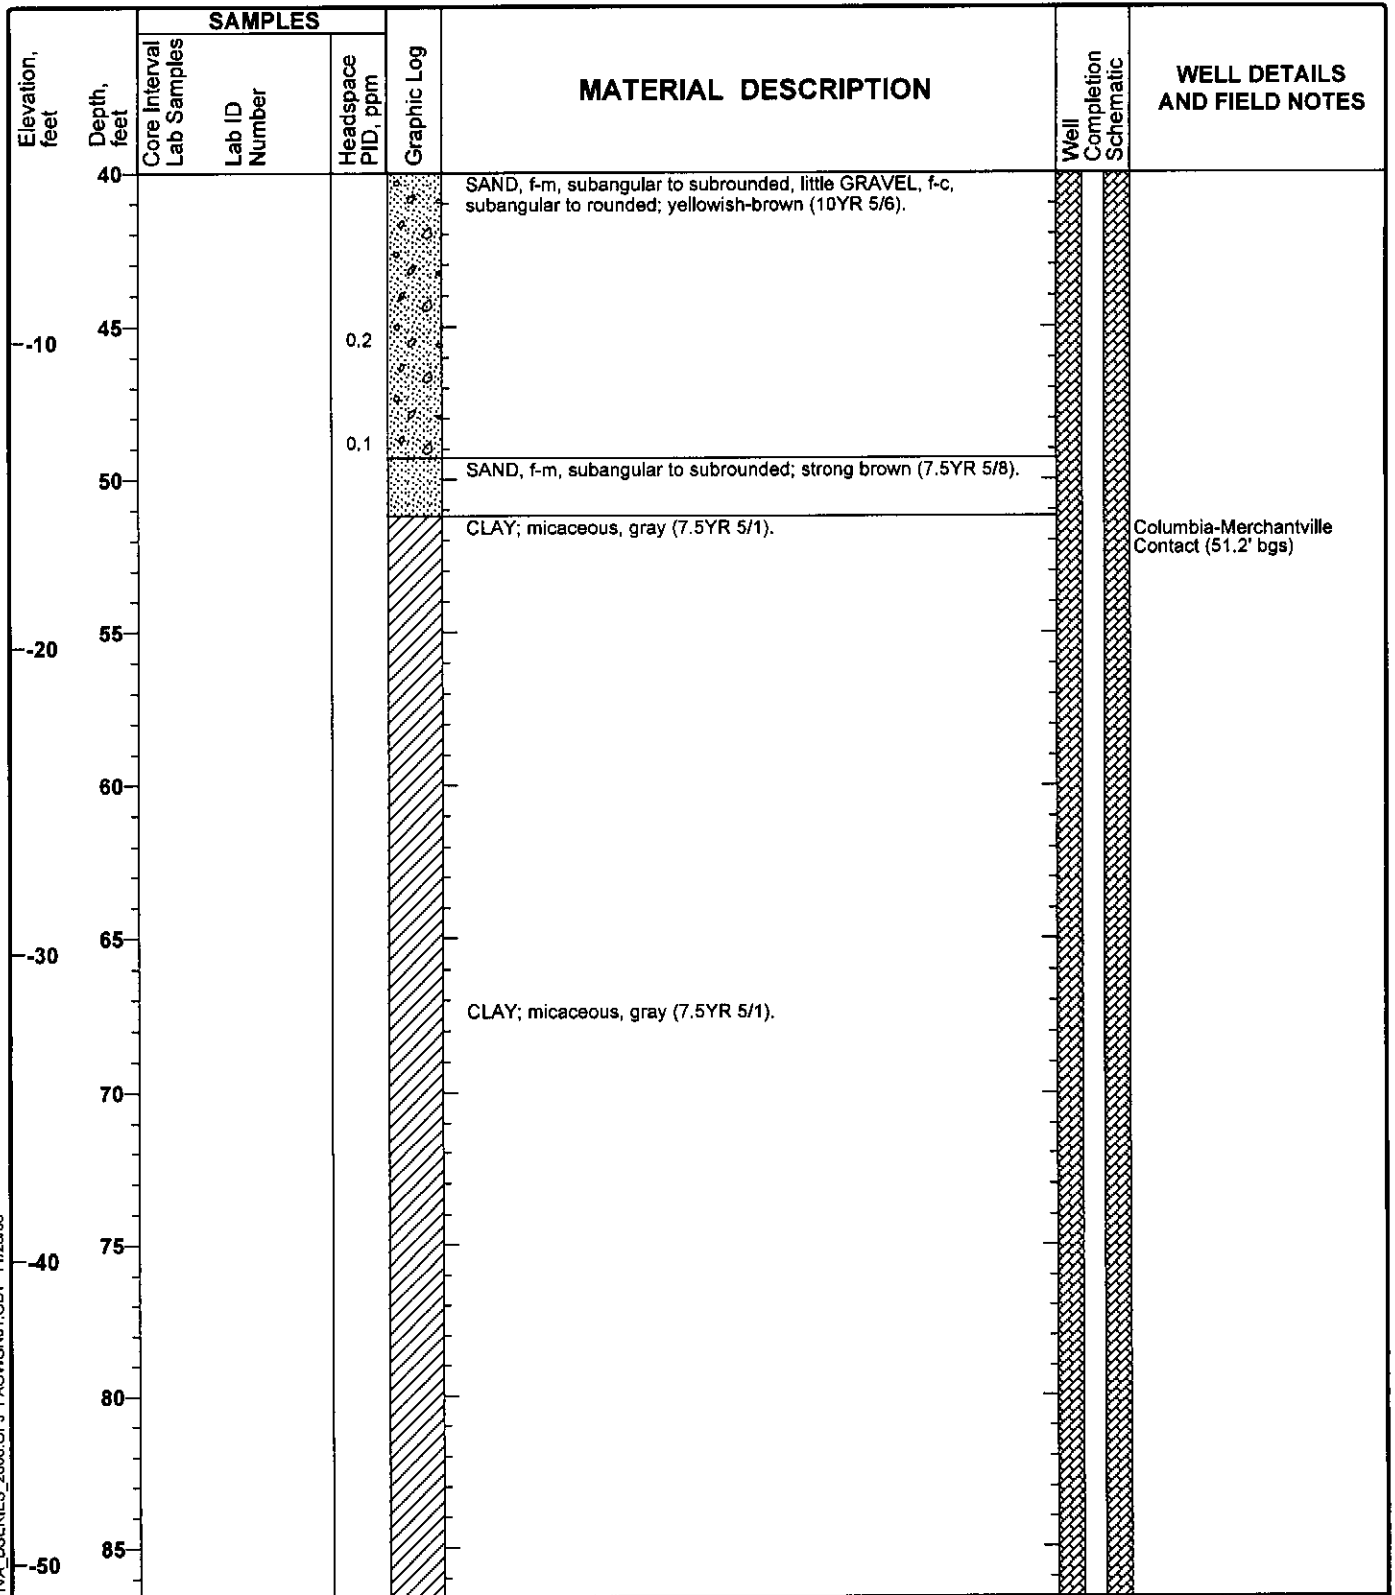 SAMPLES
Elevation,
feet
Depth,
feet
Core Interval
Lab Samples
Lab ID
Number
Headspace
PID, ppm
Graphic Log
MATERIAL DESCRIPTION
Well
Completion
Schematic
WELL DETAILS
AND FIELD NOTES
40
SAND, f-m, subangular to subrounded, little GRAVEL, f-c,
subangular to rounded; yellowish-brown (10YR 5/6).
45
-10
0.2
0.1
SAND, f-m, subangular to subrounded; strong brown (7.5YR 5/8).
50
CLAY; micaceous, gray (7.5YR 5/1).
Columbia-Merchantville
Contact (51.2' bgs)
55
-20
60
65
-30
CLAY; micaceous, gray (7.5YR 5/1).
70
75
-40
80
85
-50